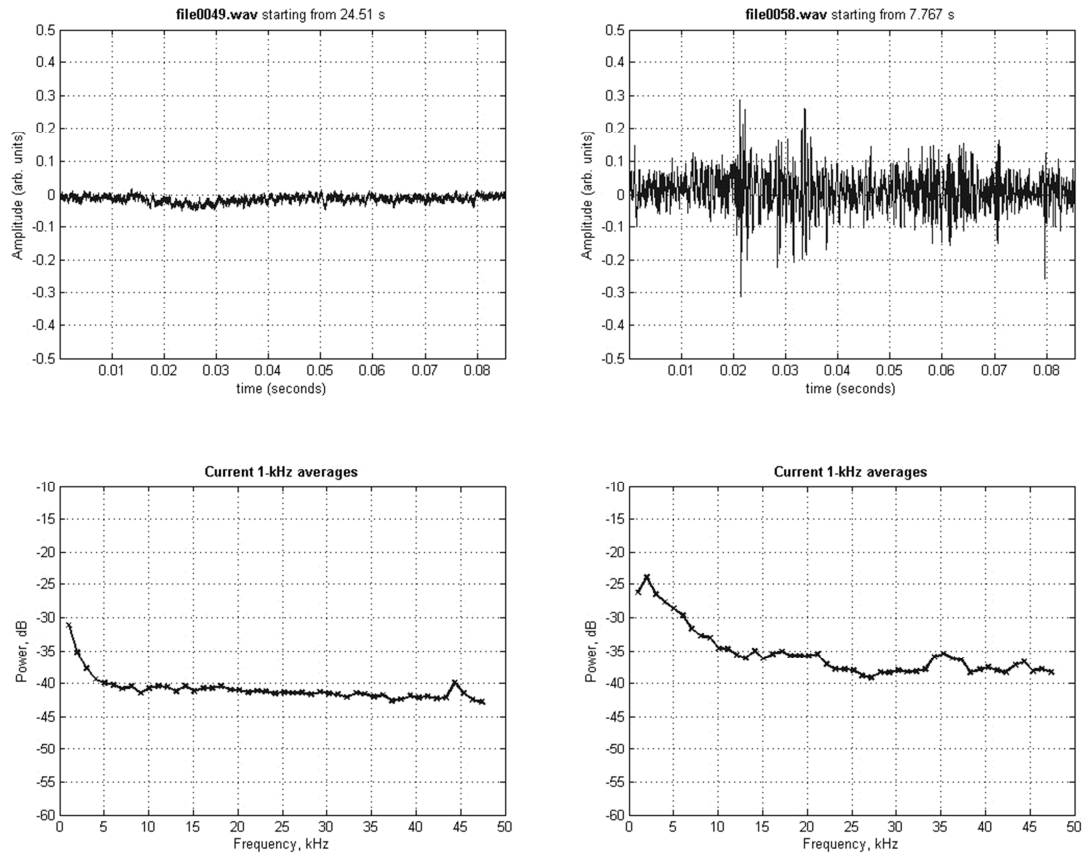 file0049.wav starting from 24.51 s
0.5
0.4
0.3
0.2
0.1
0
-0.1
-0.2
-0.3
-0.4
-0.5
Amplitude (arb. units)
0.01 0.02 0.03 0.04 0.05 0.06 0.07 0.08
time (seconds)
file0058.wav starting from 7.767 s
0.5
0.4
0.3
0.2
0.1
0
-0.1
-0.2
-0.3
-0.4
-0.5
Amplitude (arb. units)
0.01 0.02 0.03 0.04 0.05 0.06 0.07 0.08
time (seconds)
Current 1-kHz averages
-10
-15
-20
-25
-30
-35
-40
-45
-50
-55
-60
Power, dB
0 5 10 15 20 25 30 35 40 45 50
Frequency, kHz
Current 1-kHz averages
-10
-15
-20
-25
-30
-35
-40
-45
-50
-55
-60
Power, dB
0 5 10 15 20 25 30 35 40 45 50
Frequency, kHz